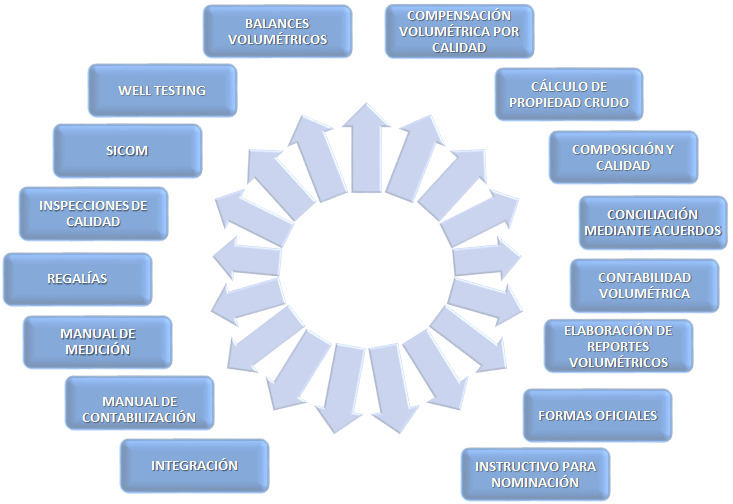 BALANCES
VOLUMÉTRICOS
COMPENSACIÓN
VOLUMÉTRICA POR
CALIDAD
CÁLCULO DE
PROPIEDAD CRUDO
COMPOSICIÓN Y
CALIDAD
CONCILIACIÓN
MEDIANTE ACUERDOS
CONTABILIDAD
VOLUMÉTRICA
ELABORACIÓN DE
REPORTES
VOLUMÉTRICOS
FORMAS OFICIALES
INSTRUCTIVO PARA
NOMINACIÓN
INTEGRACIÓN
MANUAL DE
CONTABILIZACIÓN
MANUAL DE
MEDICIÓN
REGALÍAS
INSPECCIONES DE
CALIDAD
SICOM
WELL TESTING